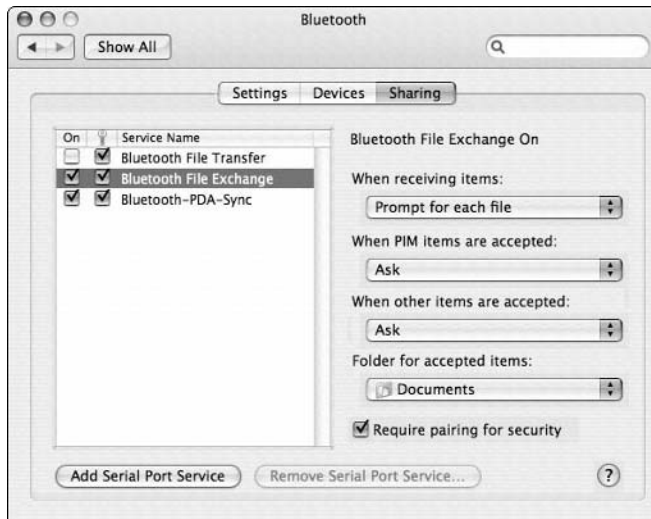 Bluetooth
Show All
Settings Devices Sharing
On Service Name
Bluetooth File Transfer
Bluetooth File Exchange
Bluetooth-PDA-Sync
Bluetooth File Exchange On
When receiving items:
Prompt for each file
When PIM items are accepted:
Ask
When other items are accepted:
Ask
Folder for accepted items:
Documents
Require pairing for security
Add Serial Port Service
Remove Serial Port Service...
?